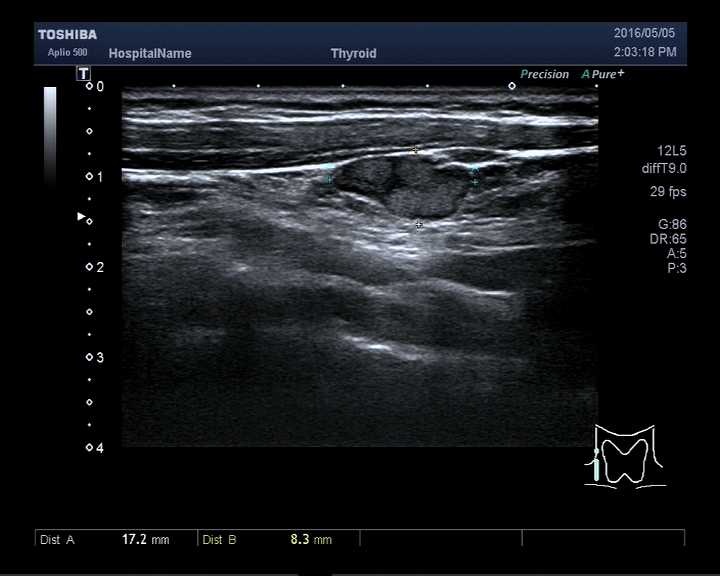 TOSHIBA
Aplio 500 HospitalName Thyroid
2016/05/05
2:03:18 PM
T
Precision A Pure+
0
1
2
3
4
12L5
diffT9.0
29 fps
G:86
DR:65
A:5
P:3
Dist A 17.2 mm Dist B 8.3 mm